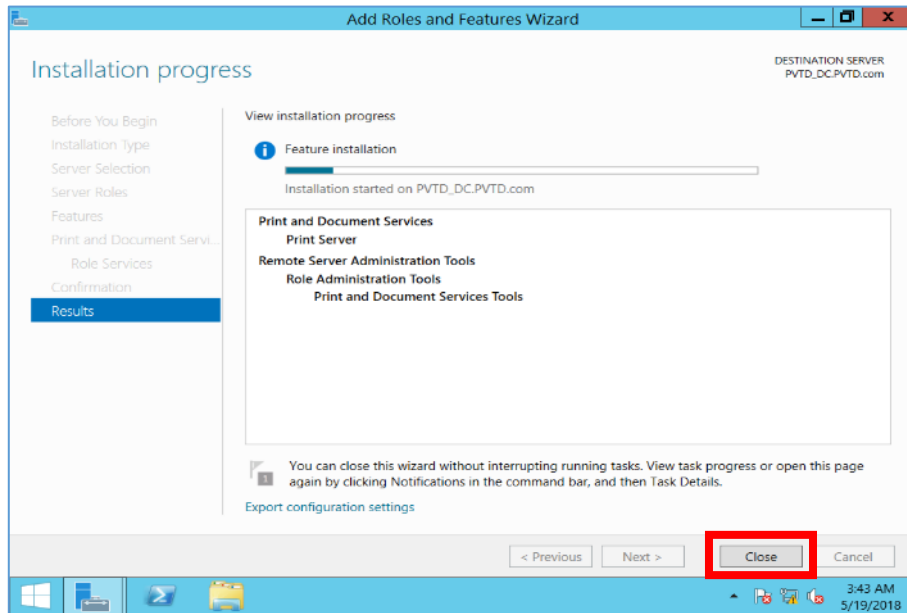 Add Roles and Features Wizard
Installation progress
DESTINATION SERVER
PVTD_DC.PVTD.com
Before You Begin
Installation Type
Server Selection
Server Roles
Features
Print and Document Servi...
Role Services
Confirmation
Results
View installation progress
Feature installation
Installation started on PVTD_DC.PVTD.com
Print and Document Services
Print Server
Remote Server Administration Tools
Role Administration Tools
Print and Document Services Tools
1
You can close this wizard without interrupting running tasks. View task progress or open this page
again by clicking Notifications in the command bar, and then Task Details.
Export configuration settings
< Previous
Next >
Close
Cancel
3:43 AM
5/19/2018